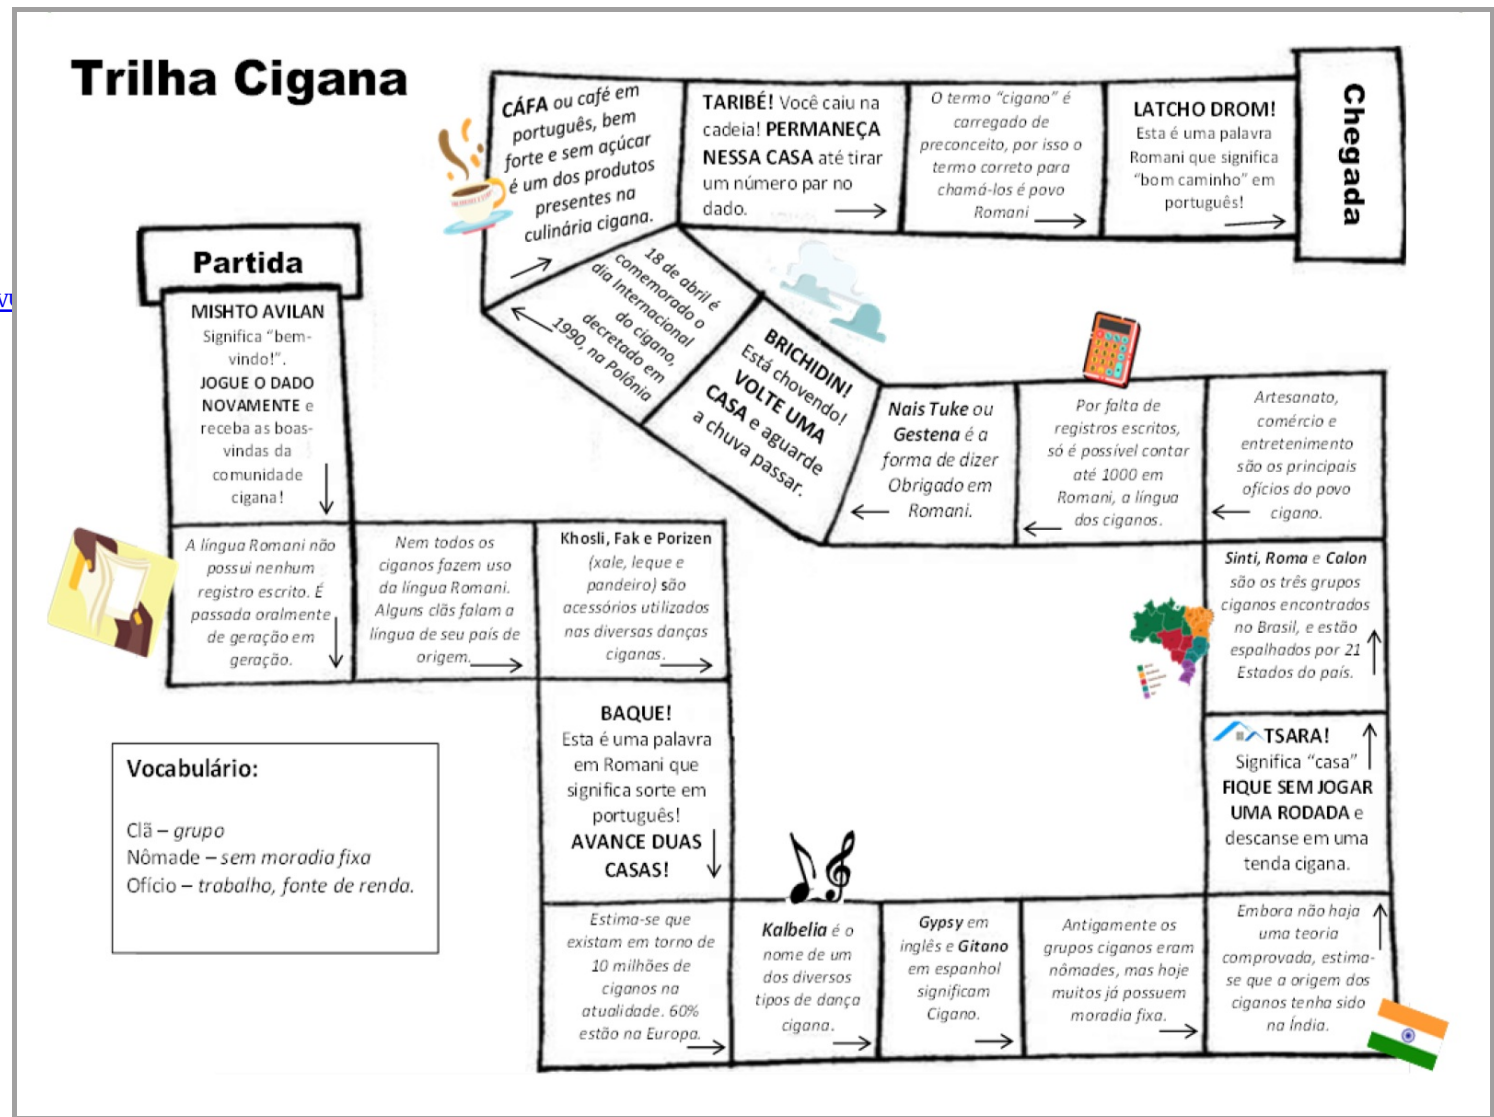 Trilha Cigana
Partida
MISHTO AVILAN
Significa “bem-
vindo!”.
JOGUE O DADO
NOVAMENTE e
receba as boas-
vindas da
comunidade
cigana!
A língua Romani não
possui nenhum
registro escrito. É
passada oralmente
de geração em
geração.
Nem todos os
ciganos fazem uso
da língua Romani.
Alguns clãs falam a
língua de seu país de
origem.
Khosli, Fak e Porizen
(xale, leque e
pandeiro) são
acessórios utilizados
nas diversas danças
ciganas.
BAQUE!
Esta é uma palavra
em Romani que
significa sorte em
português!
AVANCE DUAS
CASAS!
Estima-se que
existam em torno de
10 milhões de
ciganos na
atualidade. 60%
estão na Europa.
Kalbelia é o
nome de um
dos diversos
tipos de dança
cigana.
Gypsy em
inglês e Gitano
em espanhol
significam
Cigano.
Antigamente os
grupos ciganos eram
nômades, mas hoje
muitos já possuem
moradia fixa.
Embora não haja
uma teoria
comprovada, estima-
se que a origem dos
ciganos tenha sido
na Índia.
TSARA!
Significa “casa”
FIQUE SEM JOGAR
UMA RODADA e
descanse em uma
tenda cigana.
Sinti, Roma e Calon
são os três grupos
ciganos encontrados
no Brasil, e estão
espalhados por 21
Estados do país.
Artesanato,
comércio e
entretenimento
são os principais
ofícios do povo
cigano.
Por falta de
registros escritos,
só é possível contar
até 1000 em
Romani, a língua
dos ciganos.
Nais Tuke ou
Gestena é a
forma de dizer
Obrigado em
Romani.
BRICHIDIN!
Está chovendo!
VOLTE UMA
CASA e aguarde
a chuva passar.
18 de abril é
comemorado o
dia Internacional
do cigano,
decretado em
1990, na Polônia
CÁFA ou café em
português, bem
forte e sem açúcar
é um dos produtos
presentes na
culinária cigana.
TARIBÉ! Você caiu na
cadeia! PERMANEÇA
NESSA CASA até tirar
um número par no
dado.
O termo “cigano” é
carregado de
preconceito, por isso o
termo correto para
chamá-los é povo
Romani
LATCHO DROM!
Esta é uma palavra
Romani que significa
“bom caminho” em
português!
Chegada
Vocabulário:
Clã – grupo
Nômade – sem moradia fixa
Ofício – trabalho, fonte de renda.